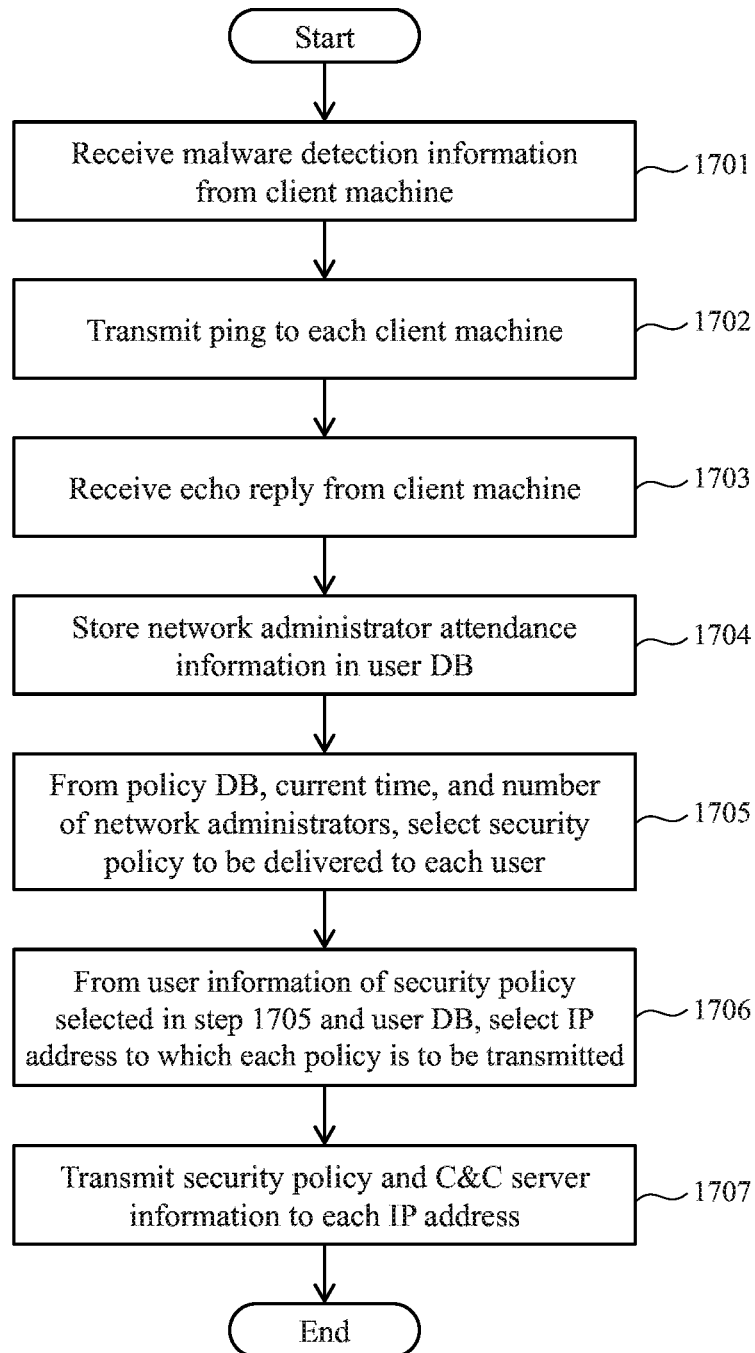 Start
Receive malware detection information
from client machine
1701
Transmit ping to each client machine
1702
Receive echo reply from client machine
1703
Store network administrator attendance
information in user DB
1704
From policy DB, current time, and number
of network administrators, select security
policy to be delivered to each user
1705
From user information of security policy
selected in step 1705 and user DB, select IP
address to which each policy is to be transmitted
1706
Transmit security policy and C&C server
information to each IP address
1707
End